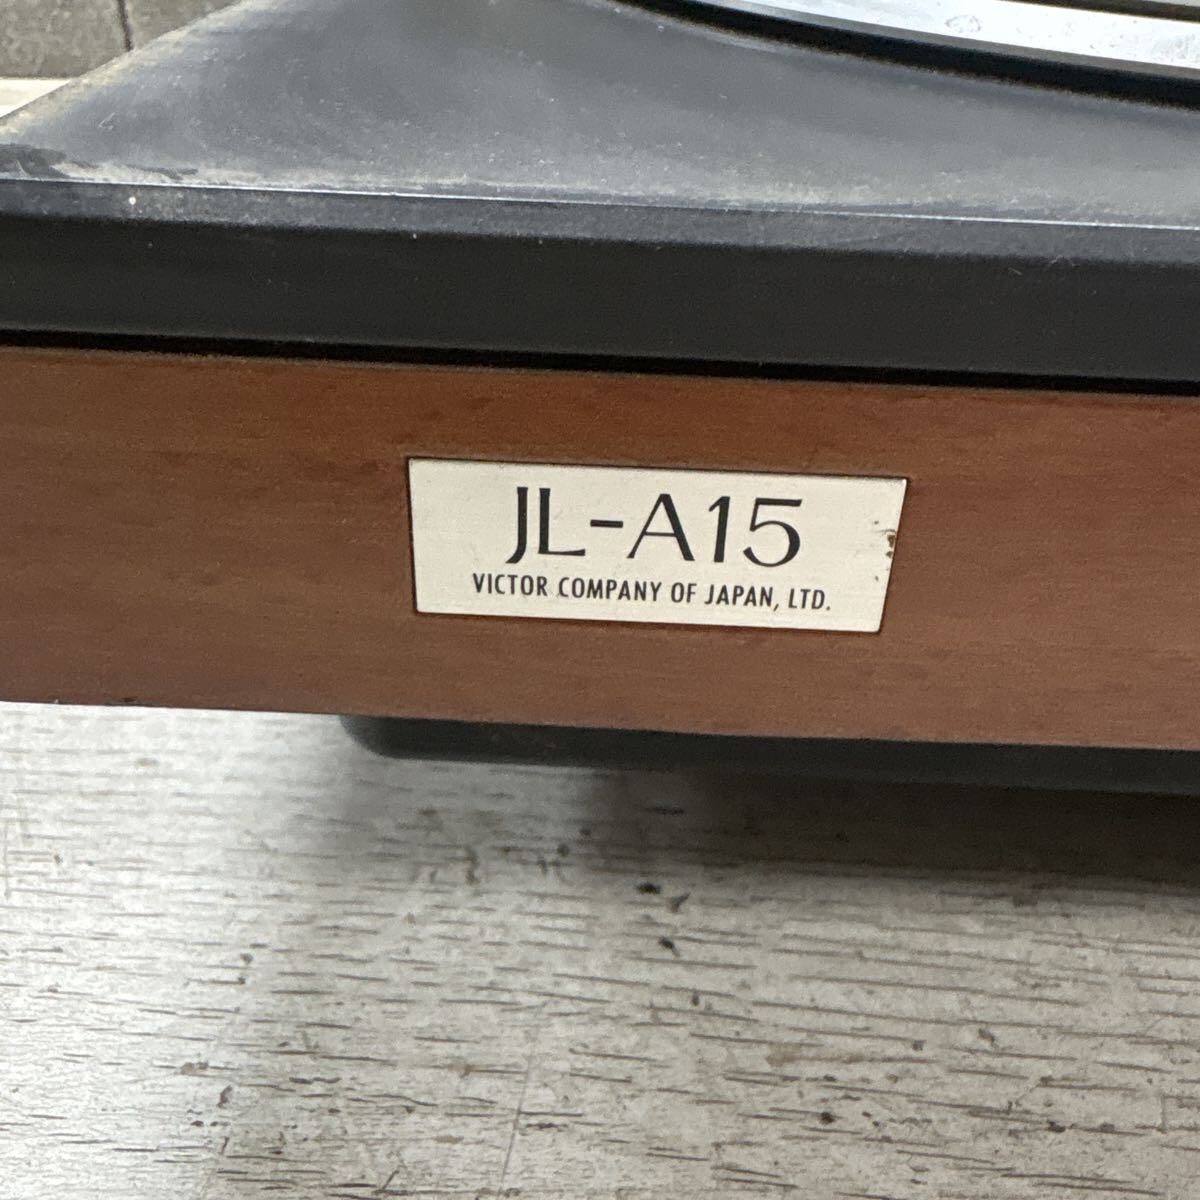 JL-A15
VICTOR COMPANY OF JAPAN, LTD.